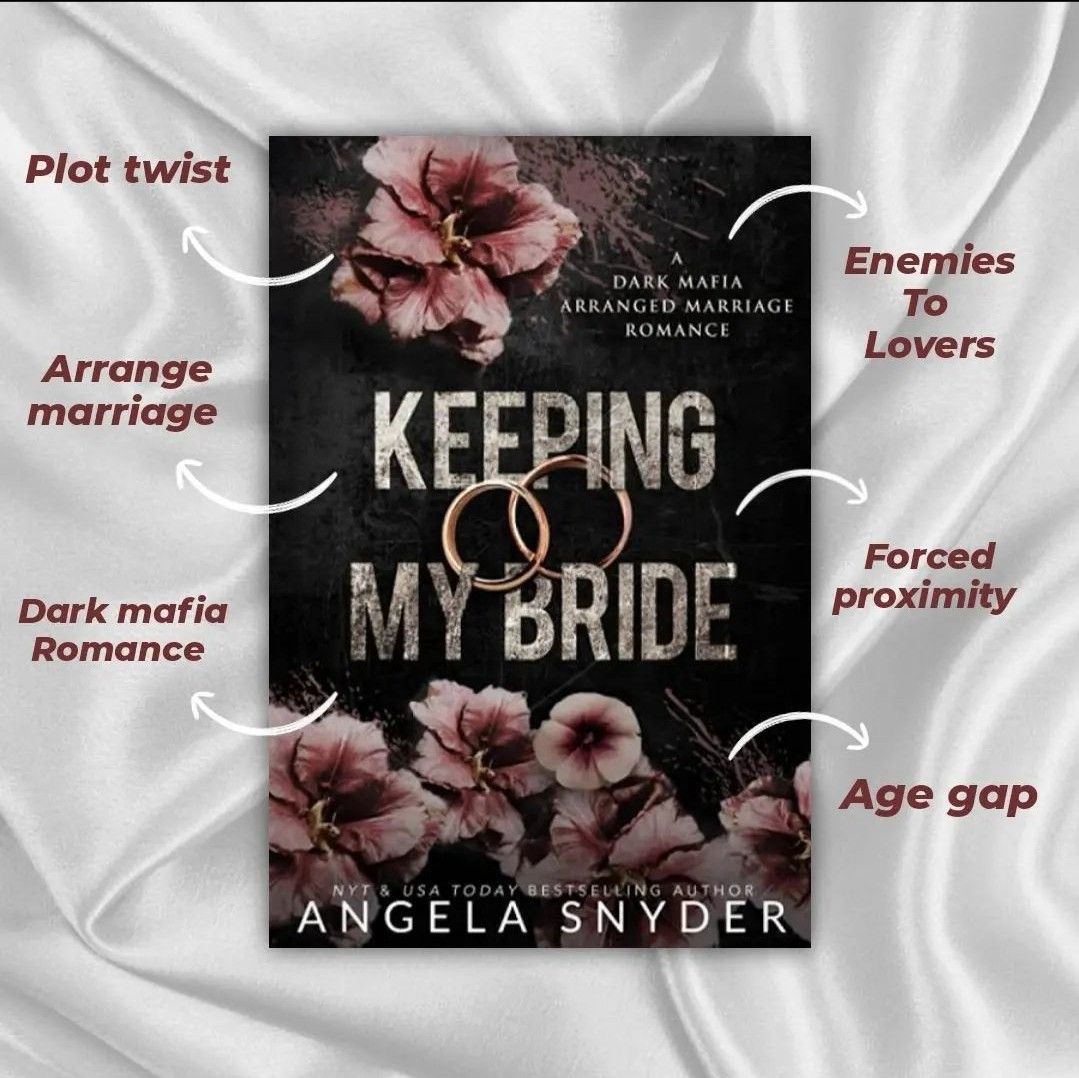 Plot twist
Arrange
marriage
Dark mafia
Romance
A
DARK MAFIA
ARRANGED MARRIAGE
ROMANCE
KEEPING
MY BRIDE
NYT & USA TODAY BESTSELLING AUTHOR
ANGELA SNYDER
Enemies
To
Lovers
Forced
proximity
Age gap